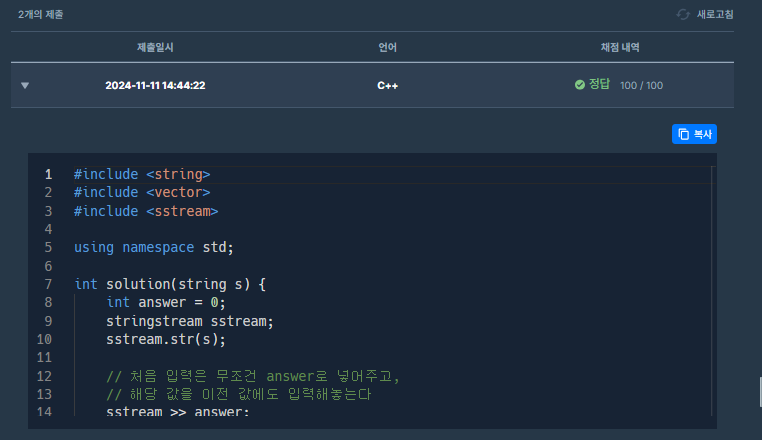 2개의 제출
새로고침
제출일시 언어 채점 내역
▼ 2024-11-11 14:44:22 C++ 정답 100 / 100
복사
1 #include <string>
2 #include <vector>
3 #include <sstream>
4
5 using namespace std;
6
7 int solution(string s) {
8 int answer = 0;
9 stringstream sstream;
10 sstream.str(s);
11
12 // 처음 입력은 무조건 answer로 넣어주고,
13 // 해당 값을 이전 값에도 입력해놓는다
14 sstream >> answer;